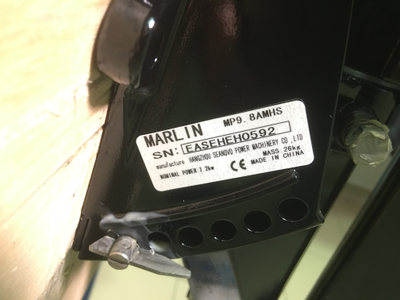 MARLIN MP9.8AMHS
SN: EASEHEH0592
manufacture HANGZHOU SEANOVO POWER MACHINERY CO.,LTD
NOMINAL POWER:7.2kw CE MASS 26kg
MADE IN CHINA